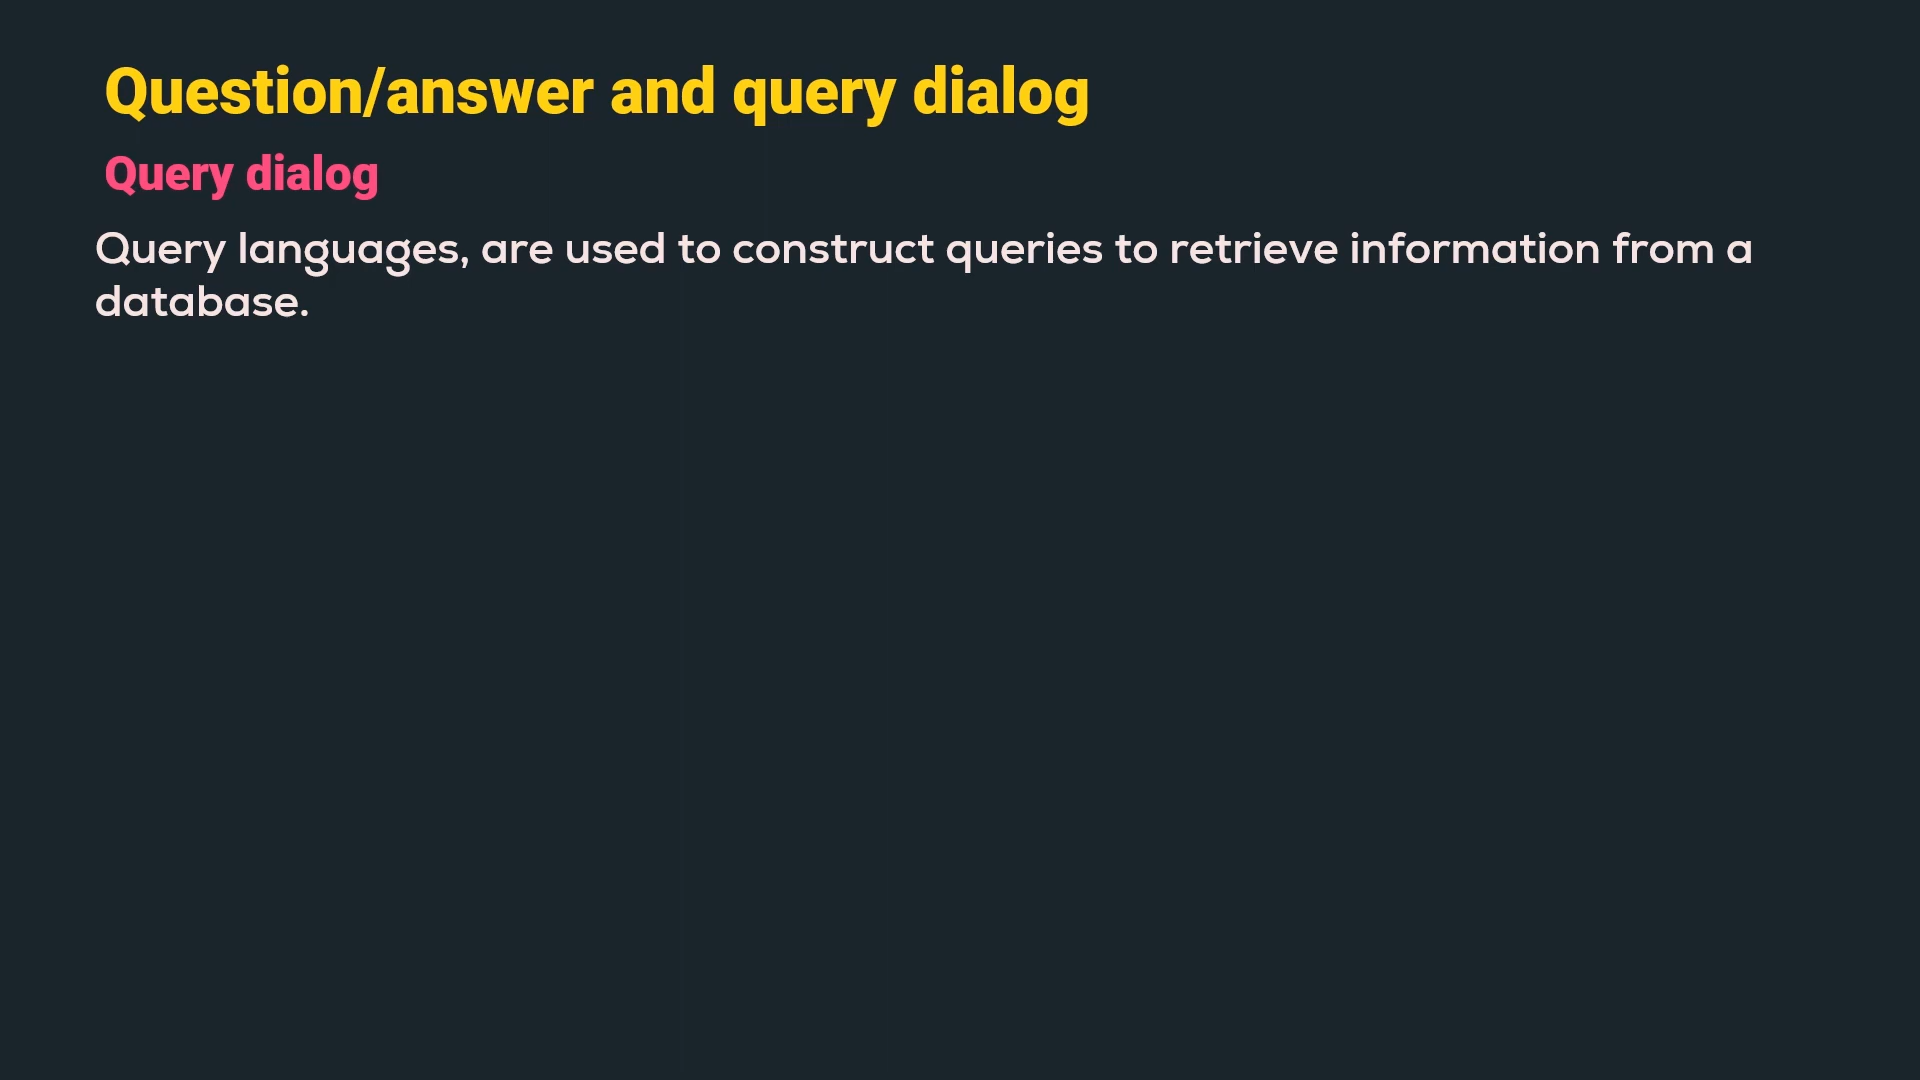 Question/answer and query dialog
Query dialog
Query languages, are used to construct queries to retrieve information from a
database.